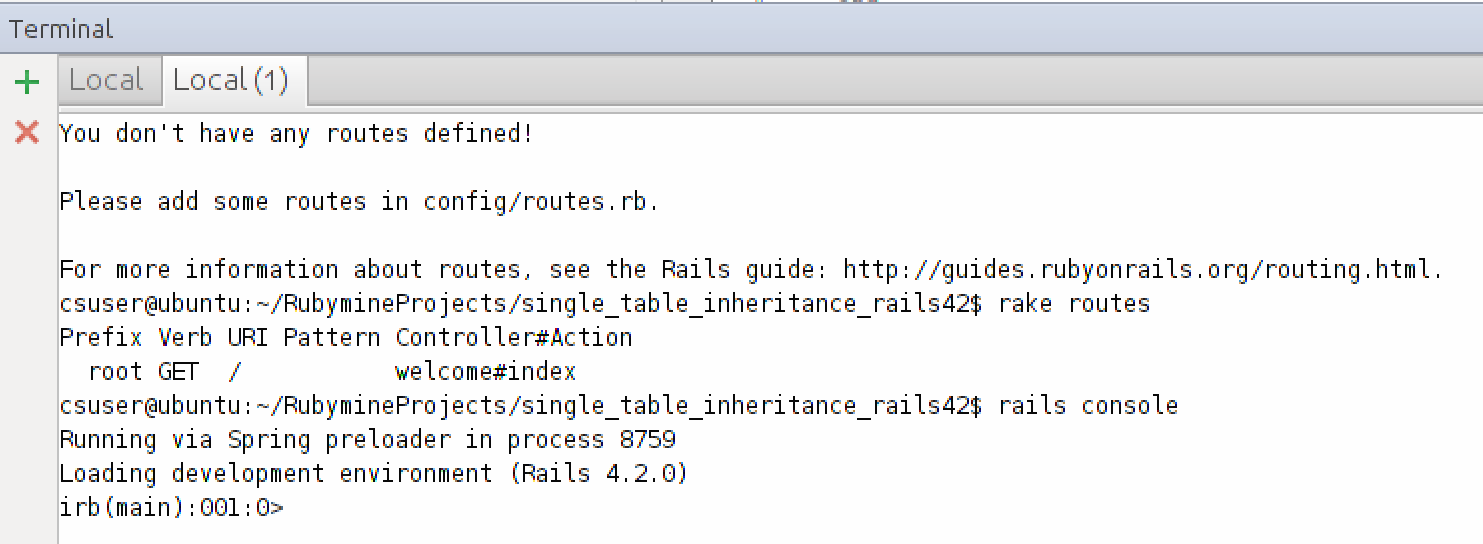 Terminal
Local
Local (1)
You don't have any routes defined!
Please add some routes in config/routes.rb.
For more information about routes, see the Rails guide: http://guides.rubyonrails.org/routing.html.
csuser@ubuntu:~/RubymineProjects/single_table_inheritance_rails42$ rake routes
Prefix Verb URI Pattern Controller#Action
  root GET  /           welcome#index
csuser@ubuntu:~/RubymineProjects/single_table_inheritance_rails42$ rails console
Running via Spring preloader in process 8759
Loading development environment (Rails 4.2.0)
irb(main):001:0>